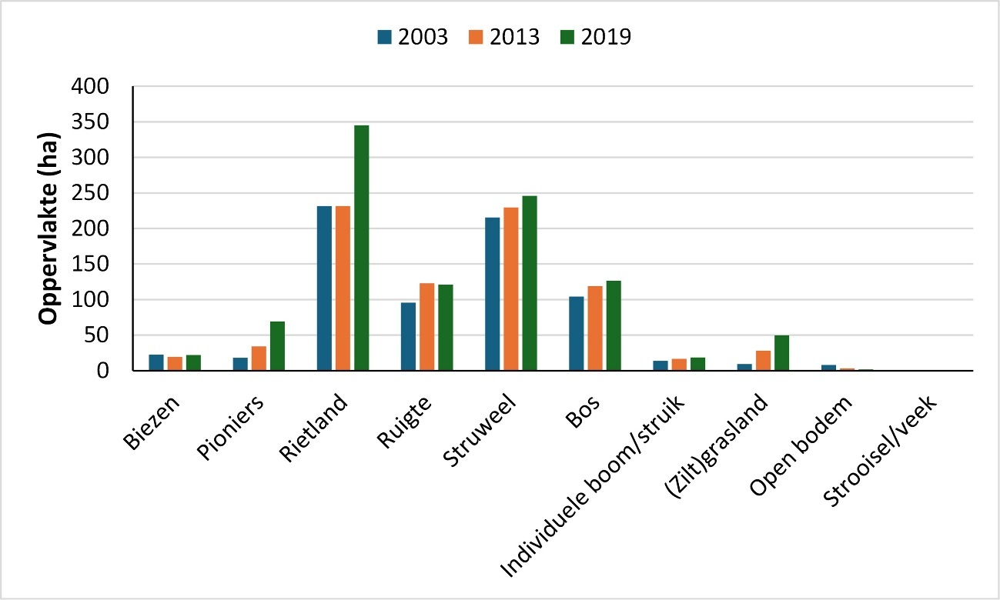 2003 2013 2019
Oppervlakte (ha)
400
350
300
250
200
150
100
50
0
Biezen
Pioniers
Rietland
Ruigte
Struweel
Bos
Individuele boom/struik
(Zilt)grasland
Open bodem
Strooisel/veek